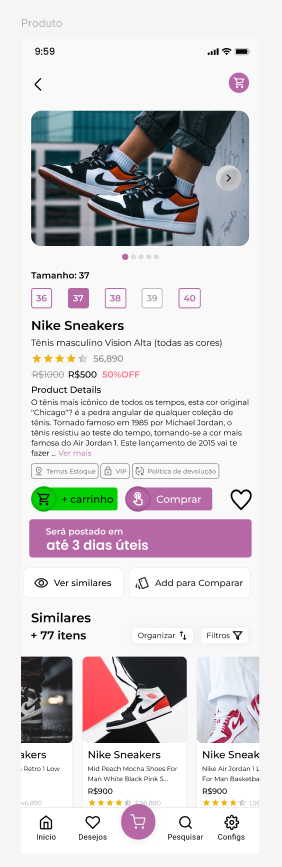 Produto
9:59
Tamanho: 37
36 37 38 39 40
Nike Sneakers
Tênis masculino Vision Alta (todas as cores)
56,890
R$1000 R$500 50%OFF
Product Details
O tênis mais icônico de todos os tempos, esta cor original
"Chicago"? é a pedra angular de qualquer coleção de
tênis. Tornado famoso em 1985 por Michael Jordan, o
tênis resistiu ao teste do tempo, tornando-se a cor mais
famosa do Air Jordan 1. Este lançamento de 2015 vai te
fazer ... Ver mais
Temos Estoque VIP Política de devolução
+ carrinho Comprar
Será postado em
até 3 dias úteis
Ver similares Add para Comparar
Similares
+ 77 itens
Organizar Filtros
akers Nike Sneakers Nike Sneak
Retro 1 Low Mid Peach Mocha Shoes For Nike Air Jordan 1 L
Man White Black Pink S... For Man Basketba
R$900 R$900
46,890 2,56,890 1,56
Inicio Desejos Pesquisar Configs